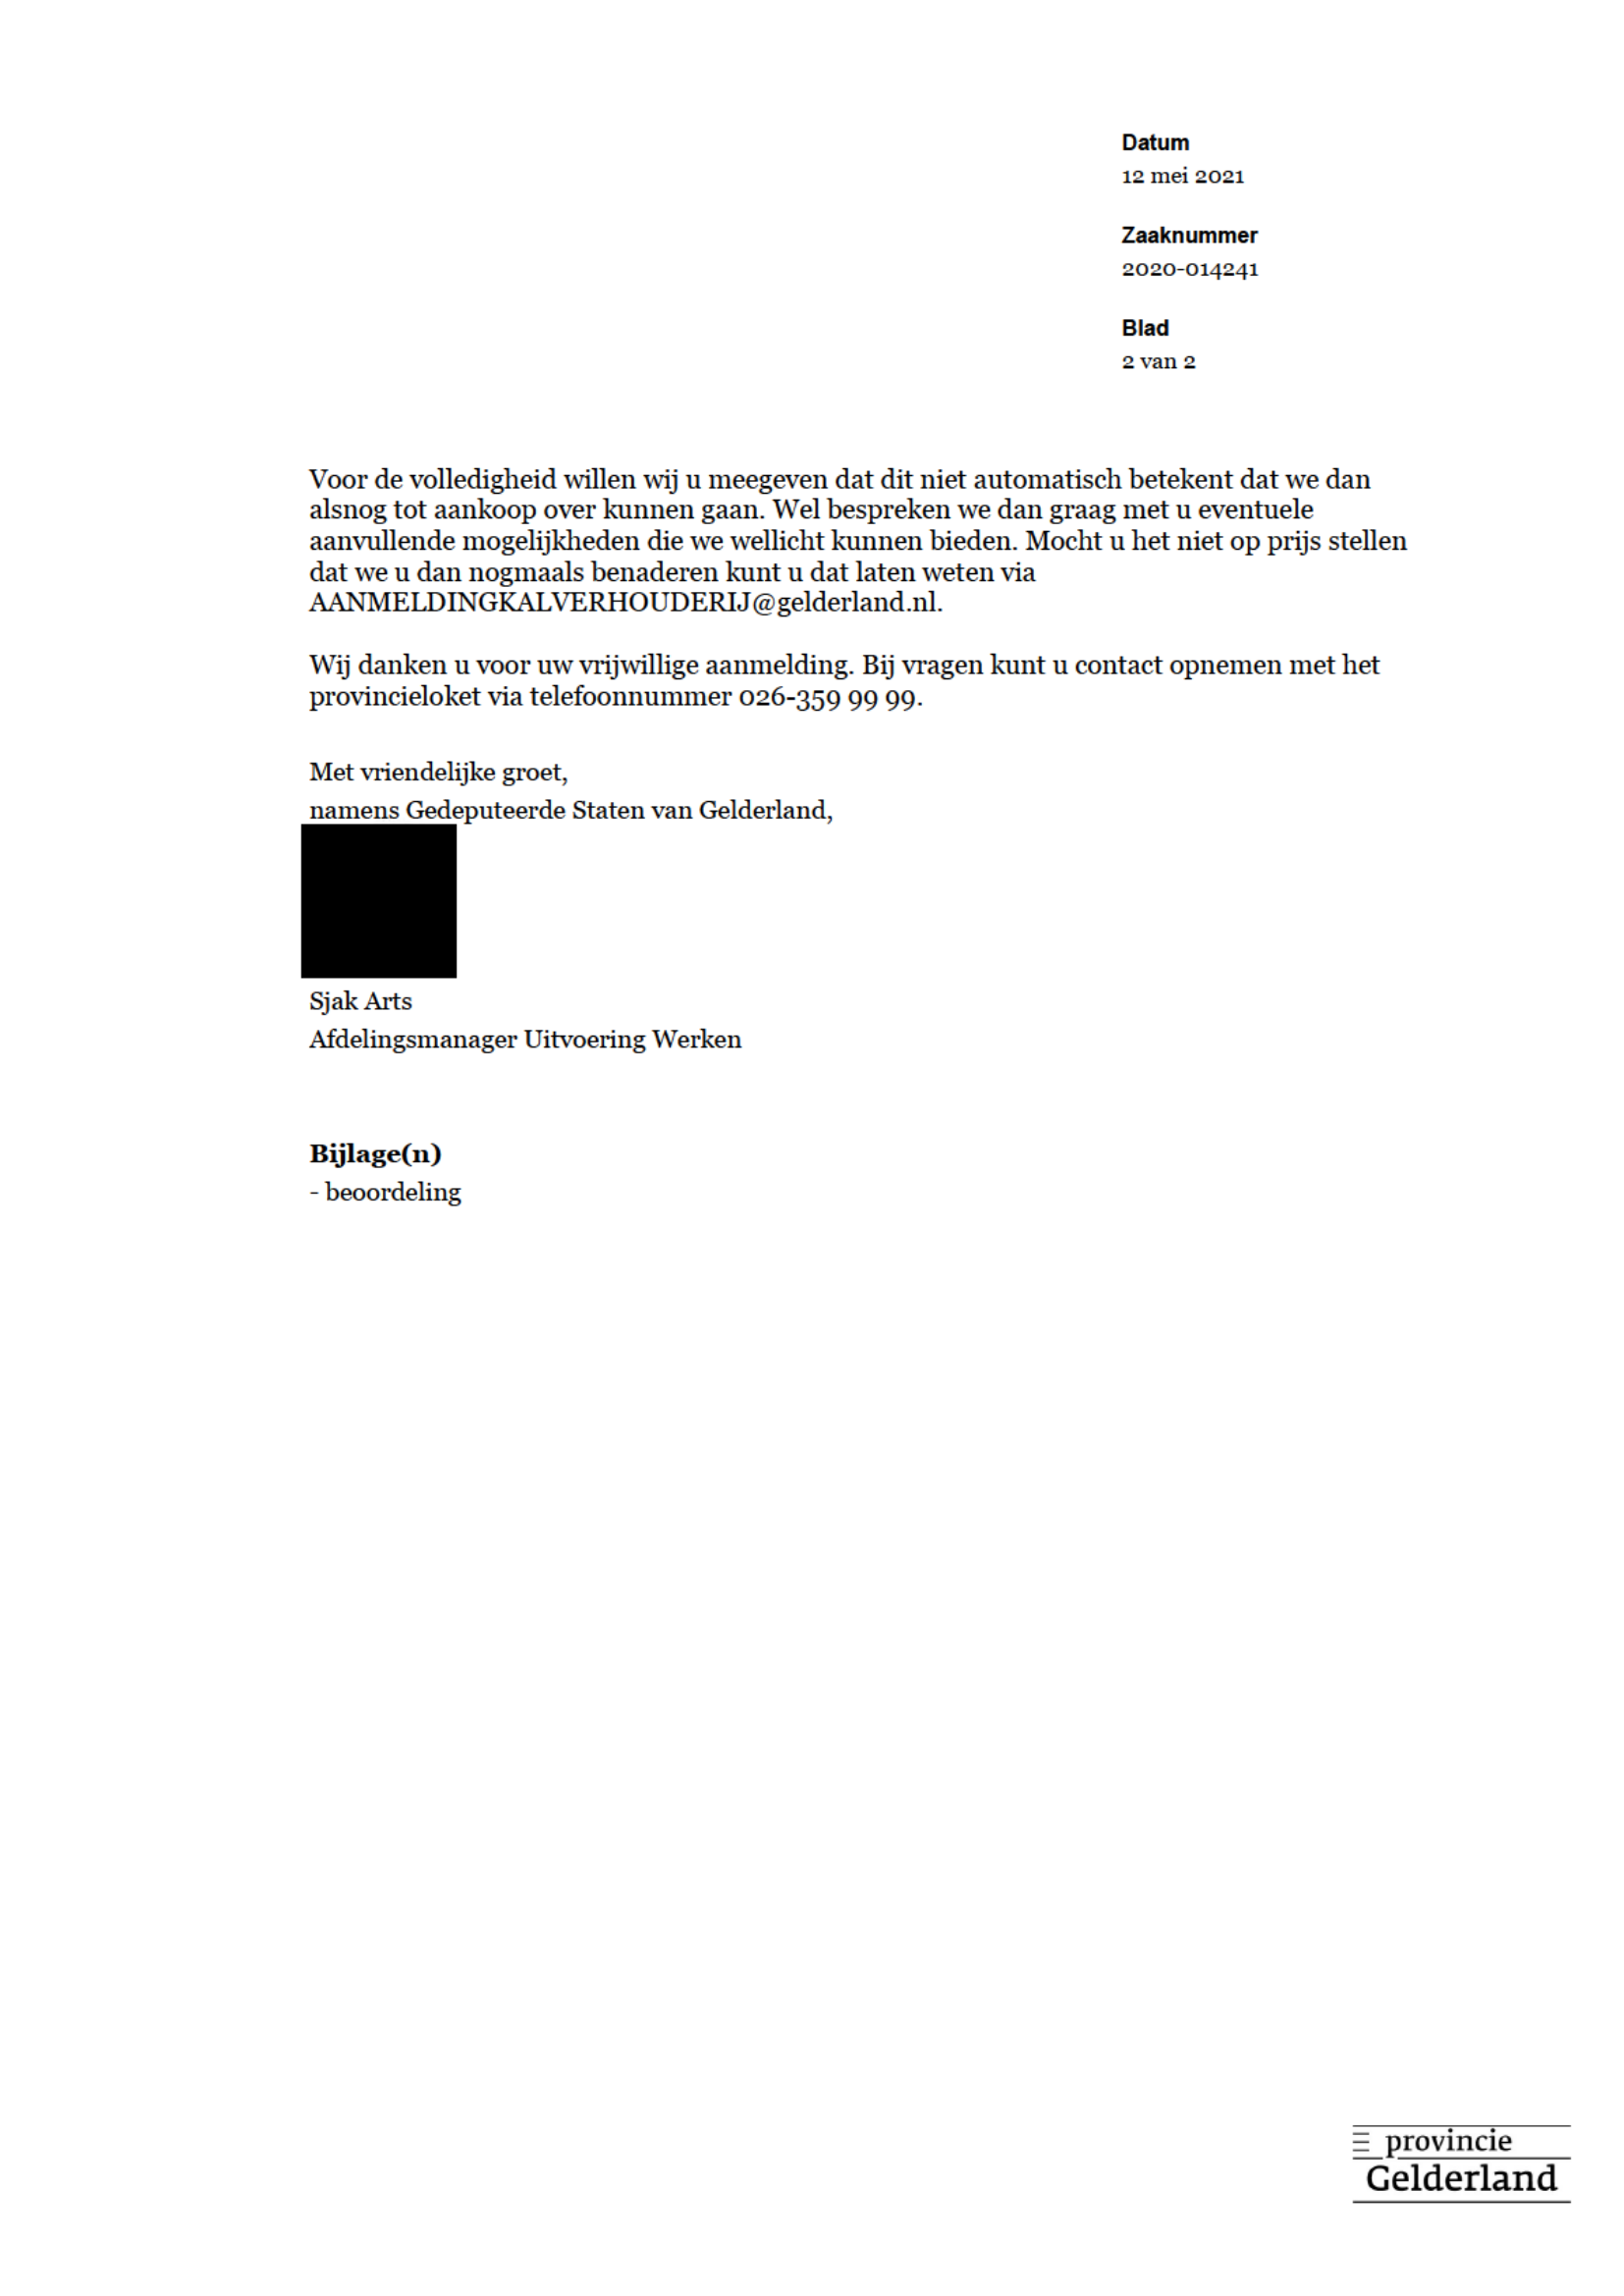 Datum
12 mei 2021
Zaaknummer
2020-014241
Blad
2 van 2
Voor de volledigheid willen wij u meegeven dat dit niet automatisch betekent dat we dan
alsnog tot aankoop over kunnen gaan. Wel bespreken we dan graag met u eventuele
aanvullende mogelijkheden die we wellicht kunnen bieden. Mocht u het niet op prijs stellen
dat we u dan nogmaals benaderen kunt u dat laten weten via
AANMELDINGKALVERHOUDERIJ@gelderland.nl.
Wij danken u voor uw vrijwillige aanmelding. Bij vragen kunt u contact opnemen met het
provincieloket via telefoonnummer 026-359 99 99.
Met vriendelijke groet,
namens Gedeputeerde Staten van Gelderland,
Sjak Arts
Afdelingsmanager Uitvoering Werken
Bijlage(n)
- beoordeling
provincie
Gelderland